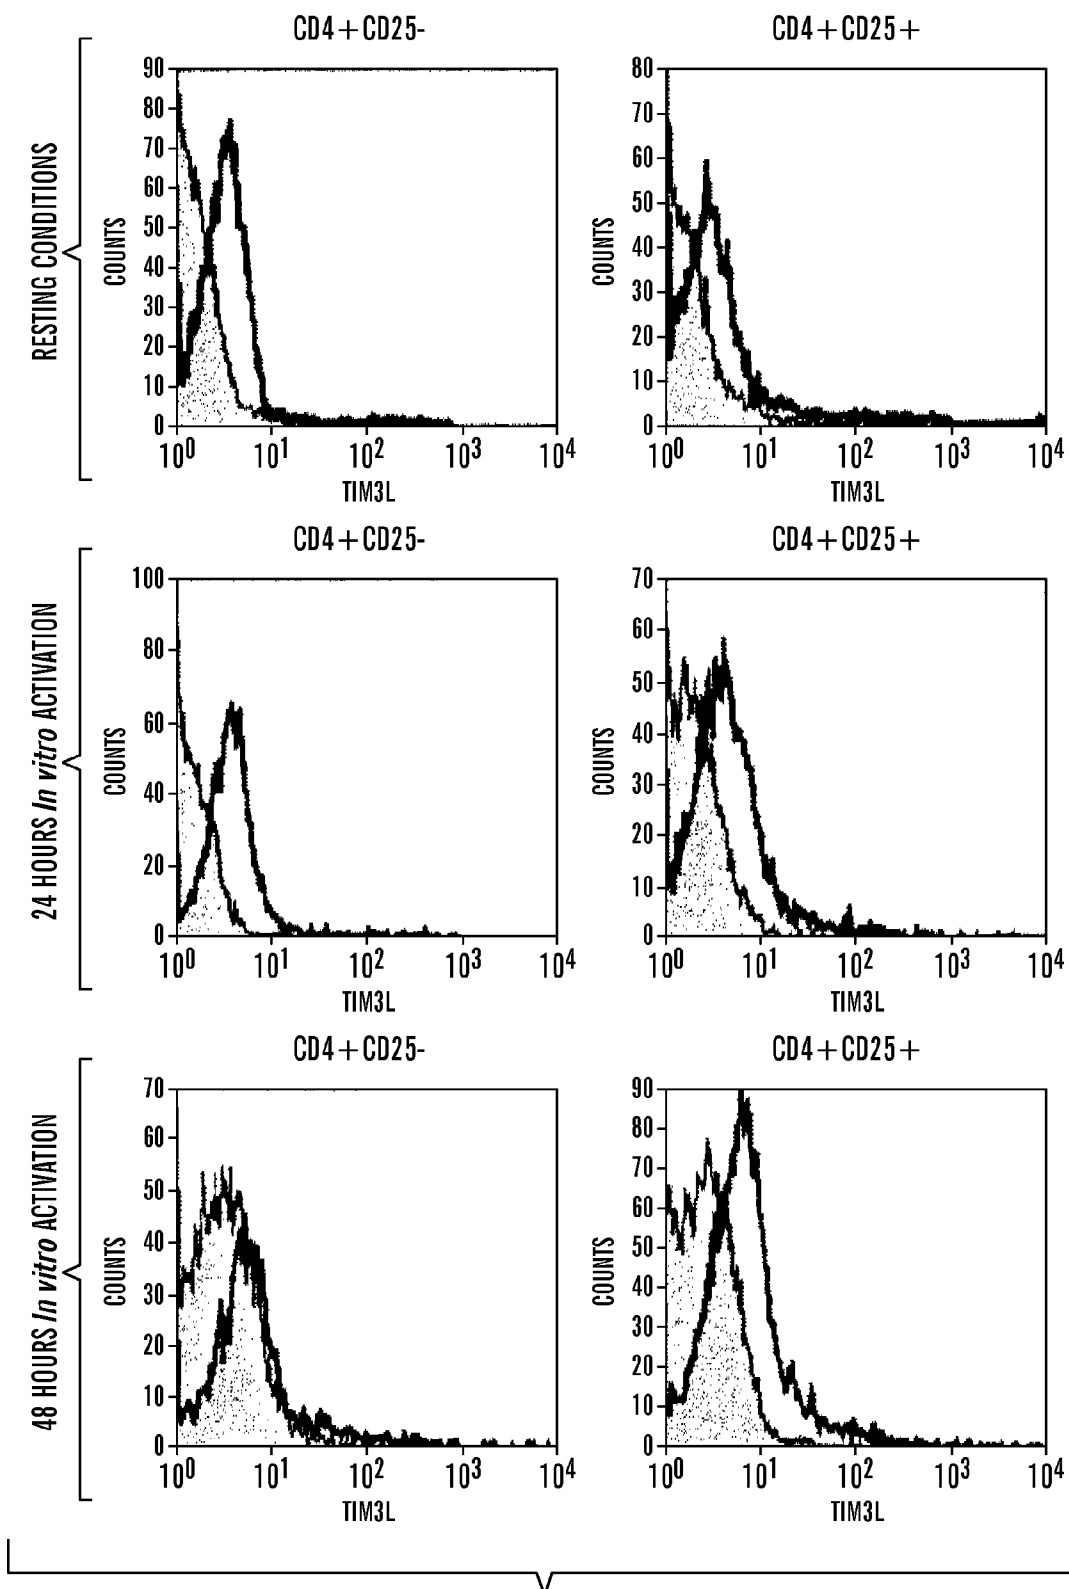 CD4+CD25-
CD4+CD25+
RESTING CONDITIONS
COUNTS
90
80
70
60
50
40
30
20
10
0
10^0 10^1 10^2 10^3 10^4
TIM3L
COUNTS
80
70
60
50
40
30
20
10
0
10^0 10^1 10^2 10^3 10^4
TIM3L
CD4+CD25-
CD4+CD25+
24 HOURS In vitro ACTIVATION
COUNTS
100
80
60
40
20
0
10^0 10^1 10^2 10^3 10^4
TIM3L
COUNTS
70
60
50
40
30
20
10
0
10^0 10^1 10^2 10^3 10^4
TIM3L
CD4+CD25-
CD4+CD25+
48 HOURS In vitro ACTIVATION
COUNTS
70
60
50
40
30
20
10
0
10^0 10^1 10^2 10^3 10^4
TIM3L
COUNTS
90
80
70
60
50
40
30
20
10
0
10^0 10^1 10^2 10^3 10^4
TIM3L